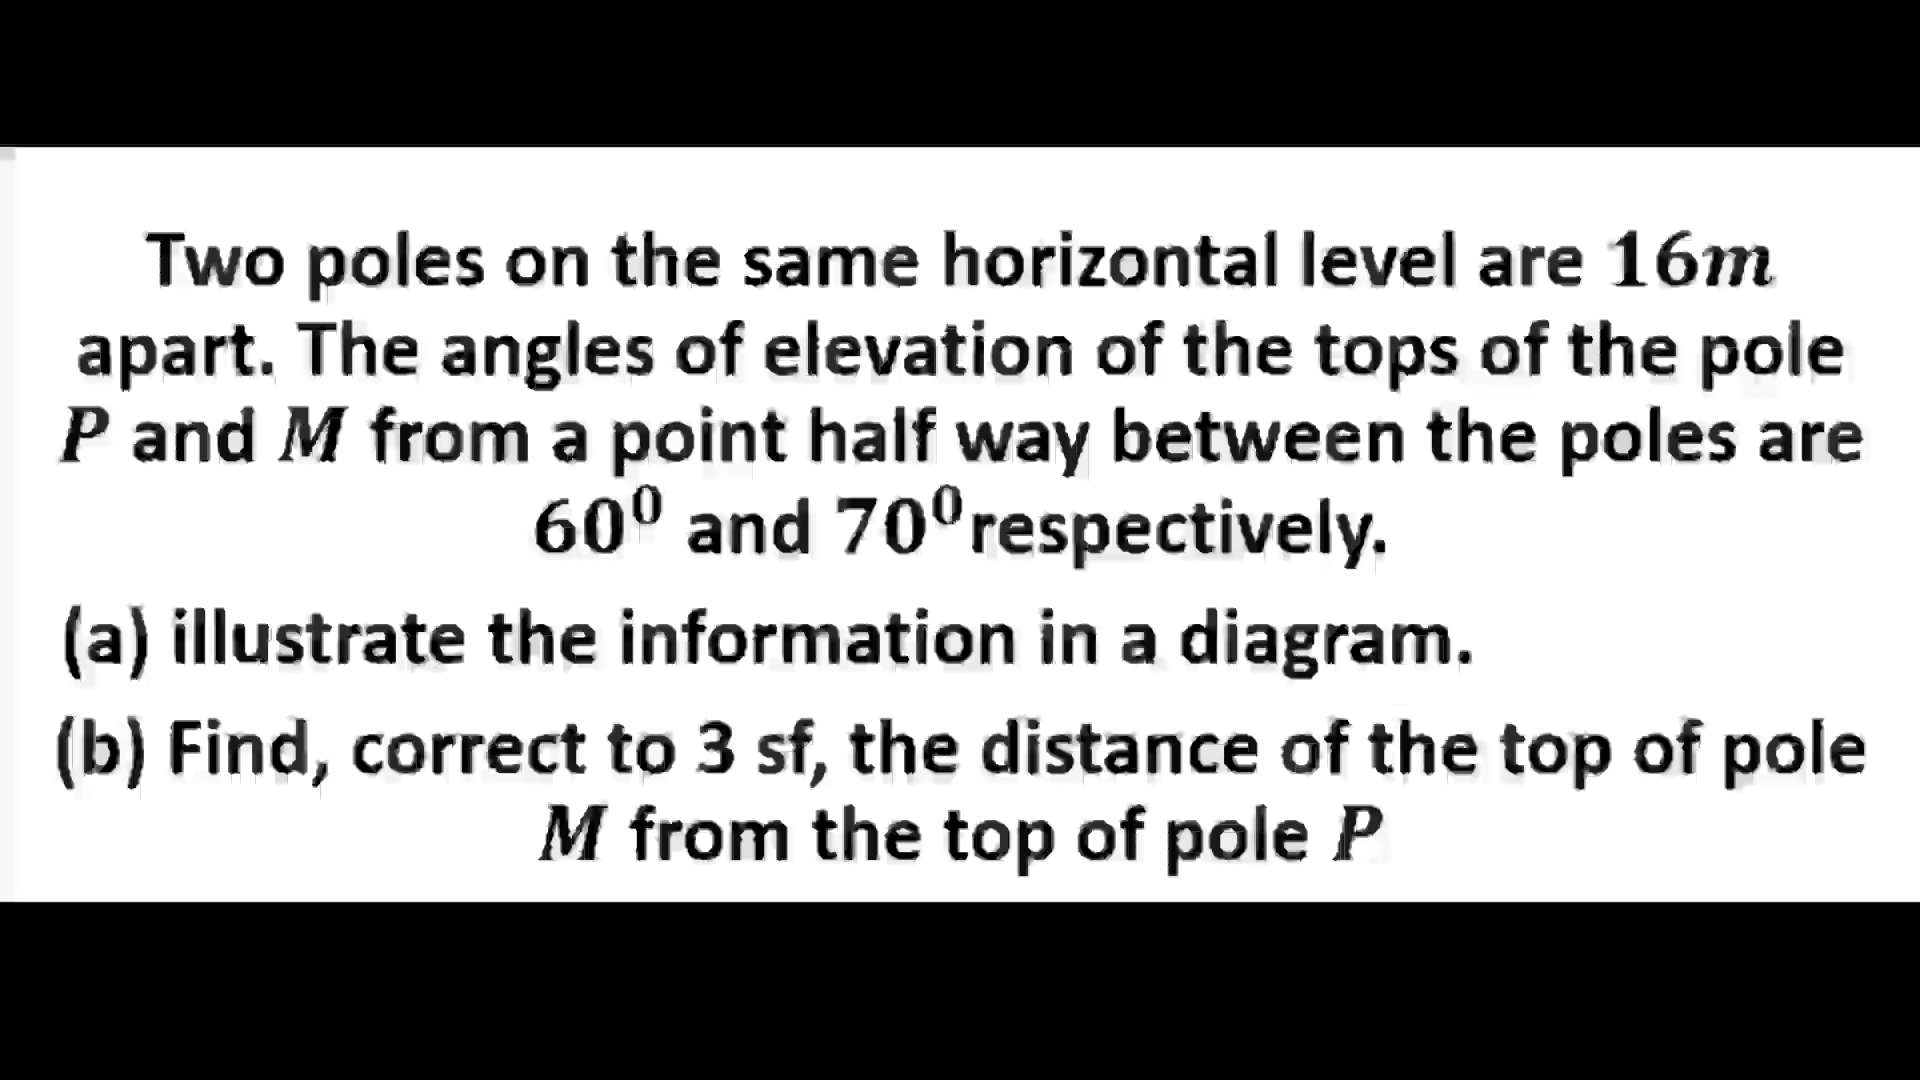 Two poles on the same horizontal level are 16m
apart. The angles of elevation of the tops of the pole
P and M from a point half way between the poles are
60⁰ and 70⁰ respectively.
(a) illustrate the information in a diagram.
(b) Find, correct to 3 sf, the distance of the top of pole
M from the top of pole P